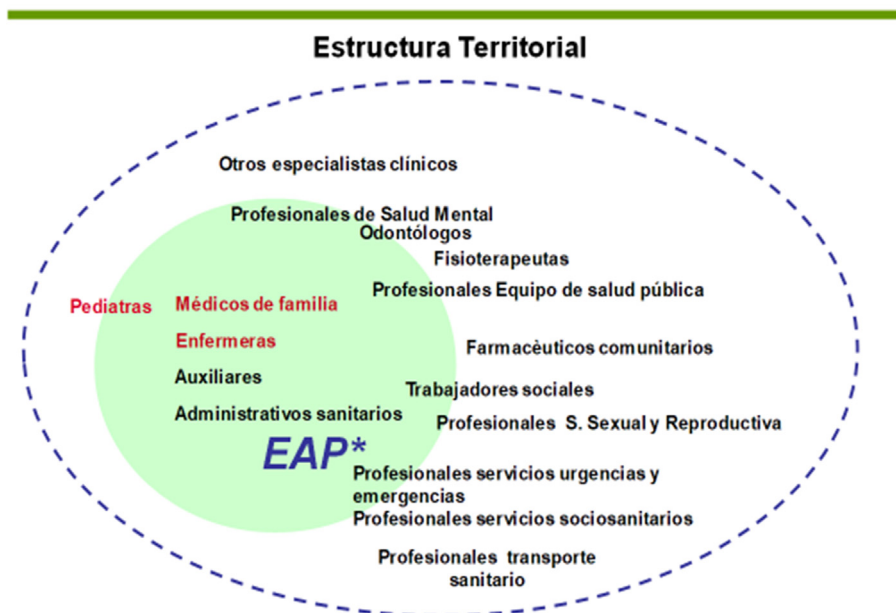 Estructura Territorial
Otros especialistas clínicos
Profesionales de Salud Mental
Odontólogos
Fisioterapeutas
Profesionales Equipo de salud pública
Pediatras
Médicos de familia
Enfermeras
Farmacèuticos comunitarios
Auxiliares
Trabajadores sociales
Administrativos sanitarios
Profesionales S. Sexual y Reproductiva
EAP*
Profesionales servicios urgencias y
emergencias
Profesionales servicios sociosanitarios
Profesionales transporte
sanitario